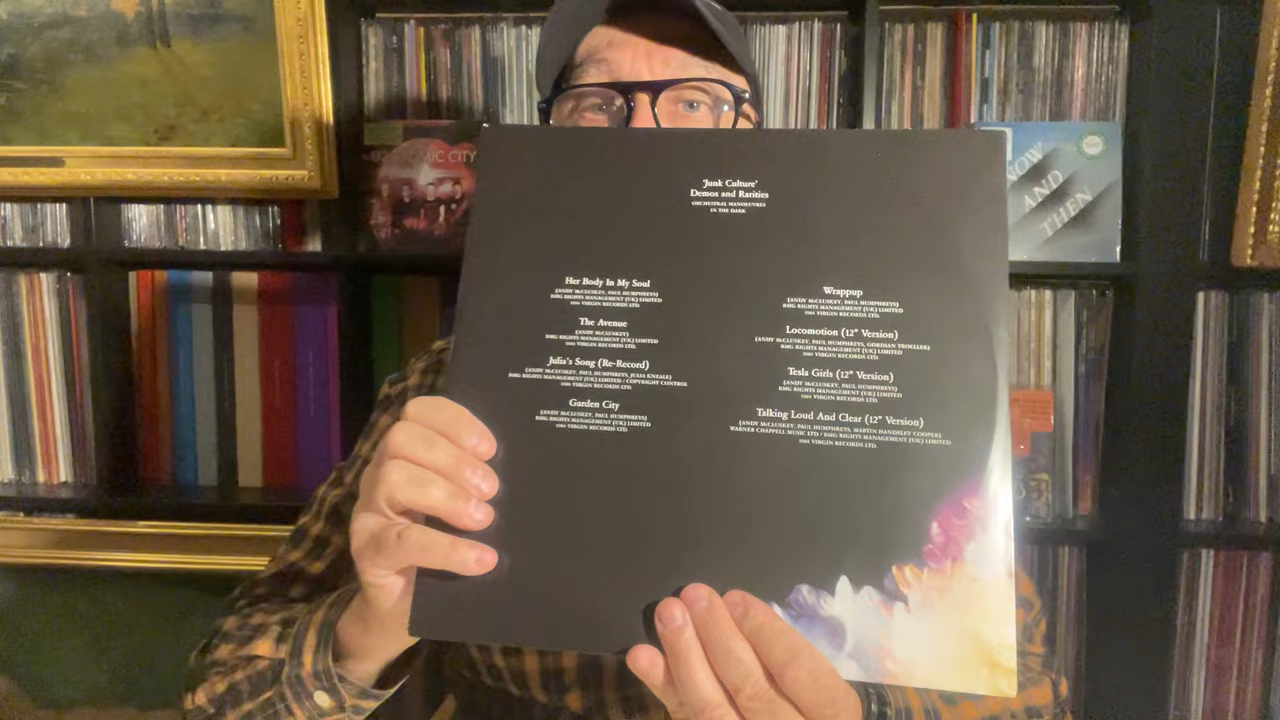 'Junk Culture'
Demos and Rarities
ORCHESTRAL MANOEUVRES
IN THE DARK
Her Body In My Soul
(ANDY McCLUSKEY, PAUL HUMPHREYS)
BMG RIGHTS MANAGEMENT (UK) LIMITED
1984 VIRGIN RECORDS LTD.
The Avenue
(ANDY McCLUSKEY)
BMG RIGHTS MANAGEMENT (UK) LIMITED
1984 VIRGIN RECORDS LTD.
Julia's Song (Re-Record)
(ANDY McCLUSKEY, PAUL HUMPHREYS, JULIA KNEALE)
BMG RIGHTS MANAGEMENT (UK) LIMITED / COPYRIGHT CONTROL
VIRGIN RECORDS LTD.
Garden City
(ANDY McCLUSKEY, PAUL HUMPHREYS)
BMG RIGHTS MANAGEMENT (UK) LIMITED
1984 VIRGIN RECORDS LTD.
Wrappup
(ANDY McCLUSKEY, PAUL HUMPHREYS)
BMG RIGHTS MANAGEMENT (UK) LIMITED
1984 VIRGIN RECORDS LTD.
Locomotion (12" Version)
(ANDY McCLUSKEY, PAUL HUMPHREYS, GORDIAN TROELLER)
BMG RIGHTS MANAGEMENT (UK) LIMITED
1984 VIRGIN RECORDS LTD.
Tesla Girls (12" Version)
(ANDY McCLUSKEY, PAUL HUMPHREYS)
BMG RIGHTS MANAGEMENT (UK) LIMITED
1984 VIRGIN RECORDS LTD.
Talking Loud And Clear (12" Version)
(ANDY McCLUSKEY, PAUL HUMPHREYS, MARTIN HANDSLEY COOPER)
WARNER CHAPPELL MUSIC LTD / BMG RIGHTS MANAGEMENT (UK) LIMITED
1984 VIRGIN RECORDS LTD.
ATOMIC CITY
NOW
AND
THEN